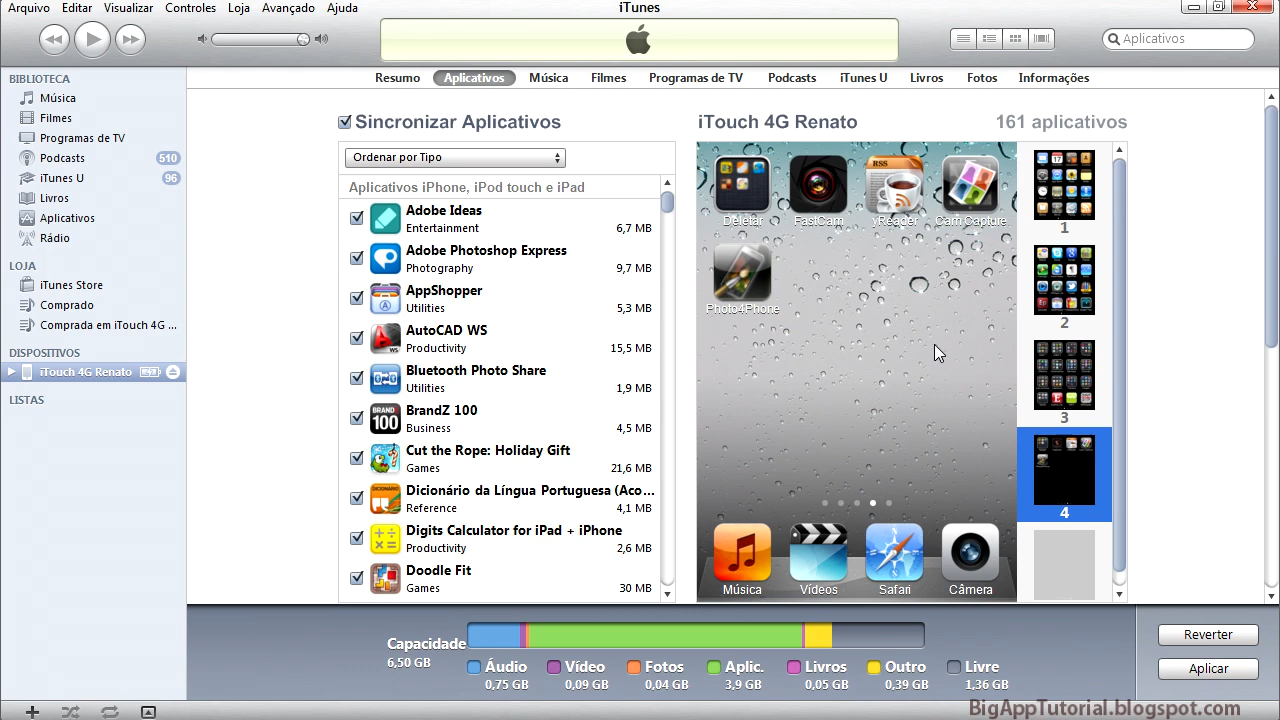 Arquivo Editar Visualizar Controles Loja Avançado Ajuda
iTunes
Aplicativos
BIBLIOTECA
Música
Filmes
Programas de TV
Podcasts 510
iTunes U 96
Livros
Aplicativos
Rádio
LOJA
iTunes Store
Comprado
Comprada em iTouch 4G ...
DISPOSITIVOS
iTouch 4G Renato
LISTAS
Resumo Aplicativos Música Filmes Programas de TV Podcasts iTunes U Livros Fotos Informações
Sincronizar Aplicativos
Ordenar por Tipo
Aplicativos iPhone, iPod touch e iPad
Adobe Ideas
Entertainment 6,7 MB
Adobe Photoshop Express
Photography 9,7 MB
AppShopper
Utilities 5,3 MB
AutoCAD WS
Productivity 15,5 MB
Bluetooth Photo Share
Utilities 1,9 MB
BRAND 100
BrandZ 100
Business 4,5 MB
Cut the Rope: Holiday Gift
Games 21,6 MB
DICIONÁRIO
Dicionário da Língua Portuguesa (Aco...
Reference 4,1 MB
Digits Calculator for iPad + iPhone
Productivity 2,6 MB
Doodle Fit
Games 30 MB
iTouch 4G Renato 161 aplicativos
RSS
Deletar FastCam yReader Cam Capture
Photo4Phone
Música Vídeos Safari Câmera
1
2
3
4
Capacidade
6,50 GB
Áudio Vídeo Fotos Aplic. Livros Outro Livre
0,75 GB 0,09 GB 0,04 GB 3,9 GB 0,05 GB 0,39 GB 1,36 GB
Reverter
Aplicar
BigAppTutorial.blogspot.com